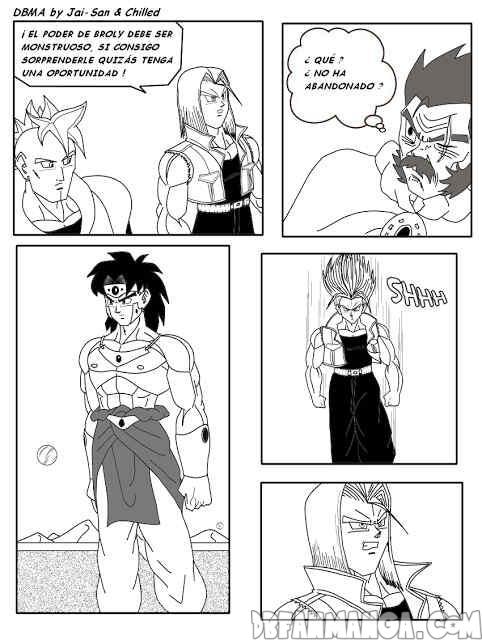 DBMA by Jai-San & Chilled
¡ EL PODER DE BROLY DEBE SER
MONSTRUOSO, SI CONSIGO
SORPRENDERLE QUIZÁS TENGA
UNA OPORTUNIDAD !
¿ QUÉ ?
¿ NO HA
ABANDONADO ?
SHHH
DBFANMANGA.COM